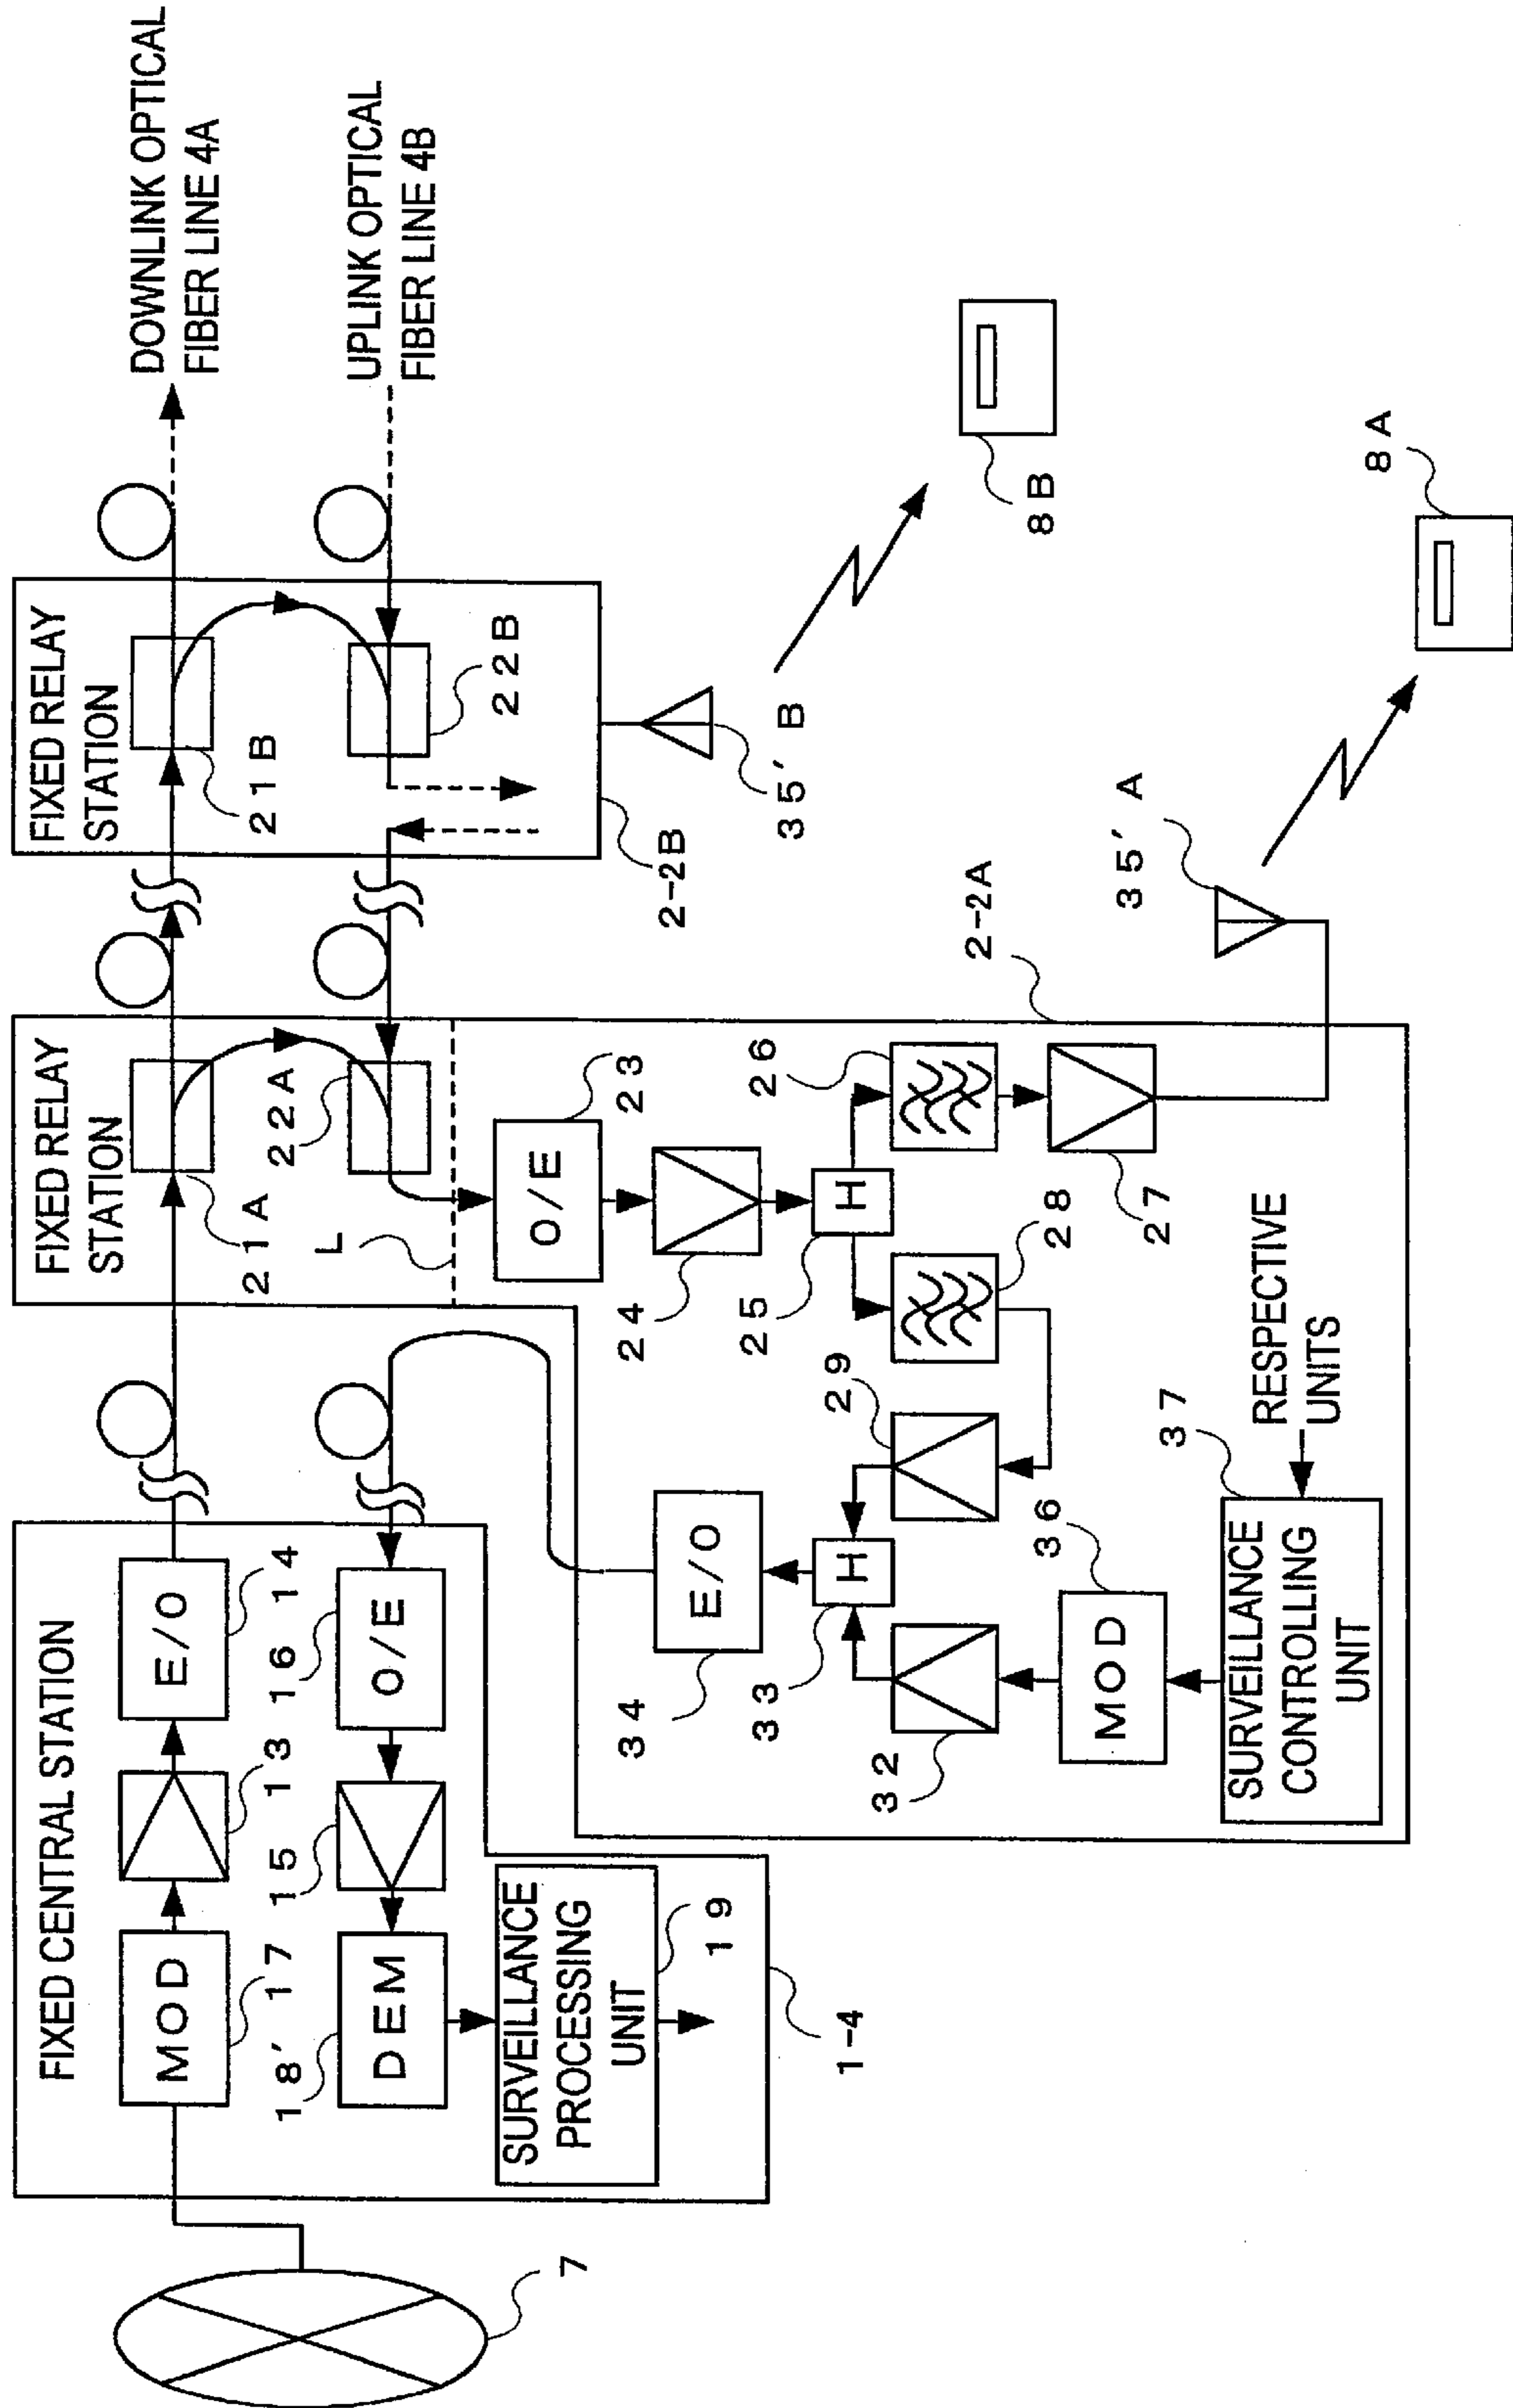 FIXED CENTRAL STATION
MOD
17
13
E/O
14
DEM
18'
15
O/E
16
SURVEILLANCE
PROCESSING
UNIT
19
1-4
7
FIXED RELAY
STATION
21A
22A
L
O/E
23
24
H
25
26
27
28
29
H
33
E/O
34
32
MOD
36
SURVEILLANCE
CONTROLLING
UNIT
37
RESPECTIVE
UNITS
2-2A
35'A
8A
FIXED RELAY
STATION
21B
22B
2-2B
35'B
8B
DOWNLINK OPTICAL
FIBER LINE 4A
UPLINK OPTICAL
FIBER LINE 4B